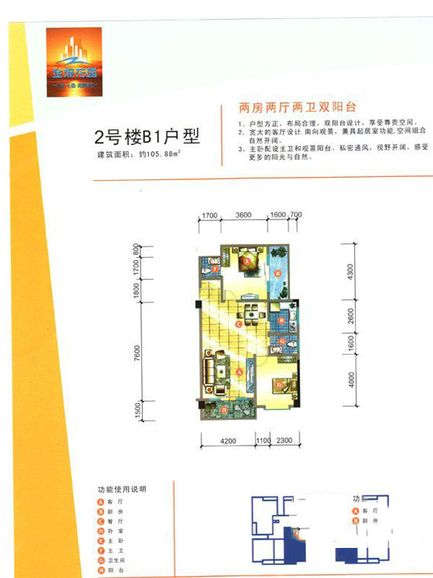 金湖花园
两房两厅两卫双阳台
1、户型方正、布局合理，双阳台设计，享受尊贵空间。
2、宽大的客厅设计，南向观景，兼具起居室功能，空间组合
自然开阔。
3、主卧配设主卫和观景阳台，私密通风，视野开阔，感受
更多的阳光与自然。
2号楼B1户型
建筑面积：约105.88m²
1700 3600 1600 700
800
1700
1800
7600
1500
4300
2600
1600
4000
4200 1100 2300
功能使用说明
A 客厅
B 厨房
C 餐厅
D 卧室
E 主卧
F 主卫
G 卫生间
H 阳台
功
A 客厅
B 厨房